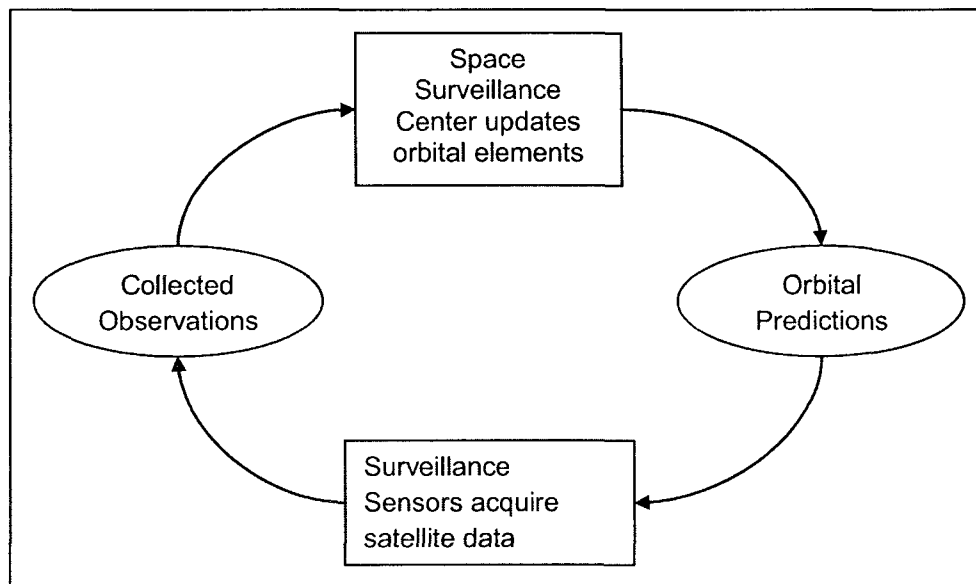 Space
Surveillance
Center updates
orbital elements
Collected
Observations
Orbital
Predictions
Surveillance
Sensors acquire
satellite data